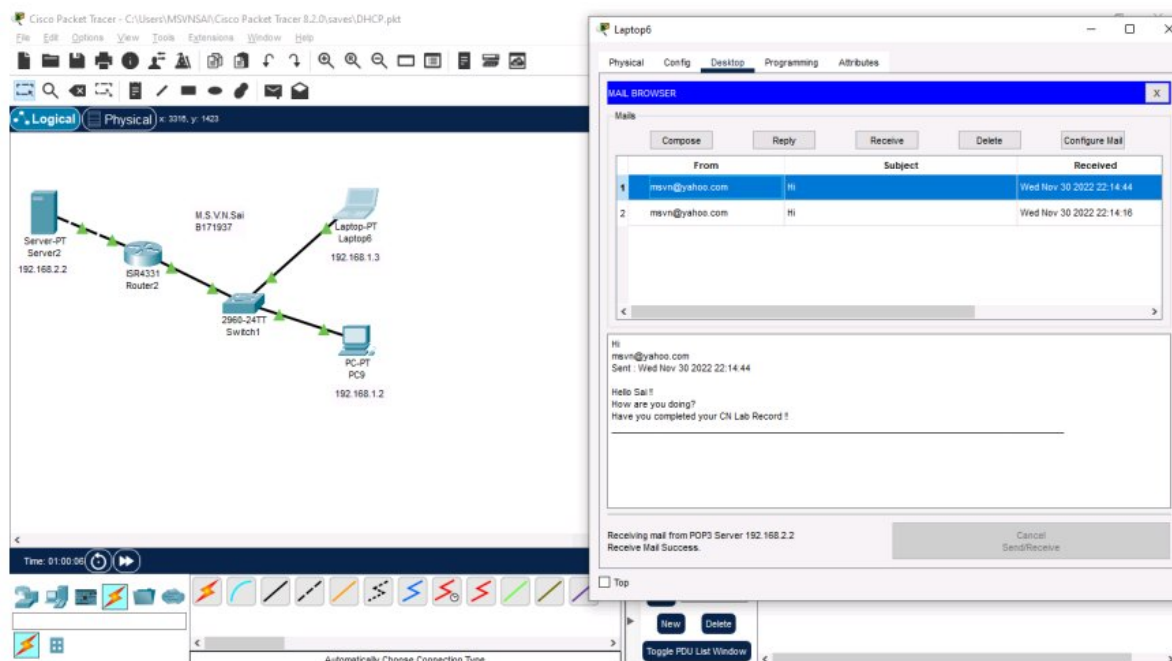 Cisco Packet Tracer - C:\Users\MSVNSAI\Cisco Packet Tracer 8.2.0\saves\DHCP.pkt
File Edit Options View Tools Extensions Window Help
Logical Physical x: 3316, y: 1423
M.S.V.N.Sai
B171937
Server-PT
Server2
192.168.2.2
ISR4331
Router2
Laptop-PT
Laptop6
192.168.1.3
2960-24TT
Switch1
PC-PT
PC9
192.168.1.2
Time: 01:00:06
Automatically Choose Connection Type
New Delete
Toggle PDU List Window
Laptop6
Physical Config Desktop Programming Attributes
MAIL BROWSER X
Mails
Compose Reply Receive Delete Configure Mail
From Subject Received
1 msvn@yahoo.com Hi Wed Nov 30 2022 22:14:44
2 msvn@yahoo.com Hi Wed Nov 30 2022 22:14:16
Hi
msvn@yahoo.com
Sent : Wed Nov 30 2022 22:14:44
Hello Sai !!
How are you doing?
Have you completed your CN Lab Record !!
Receiving mail from POP3 Server 192.168.2.2
Receive Mail Success.
Cancel
Send/Receive
Top